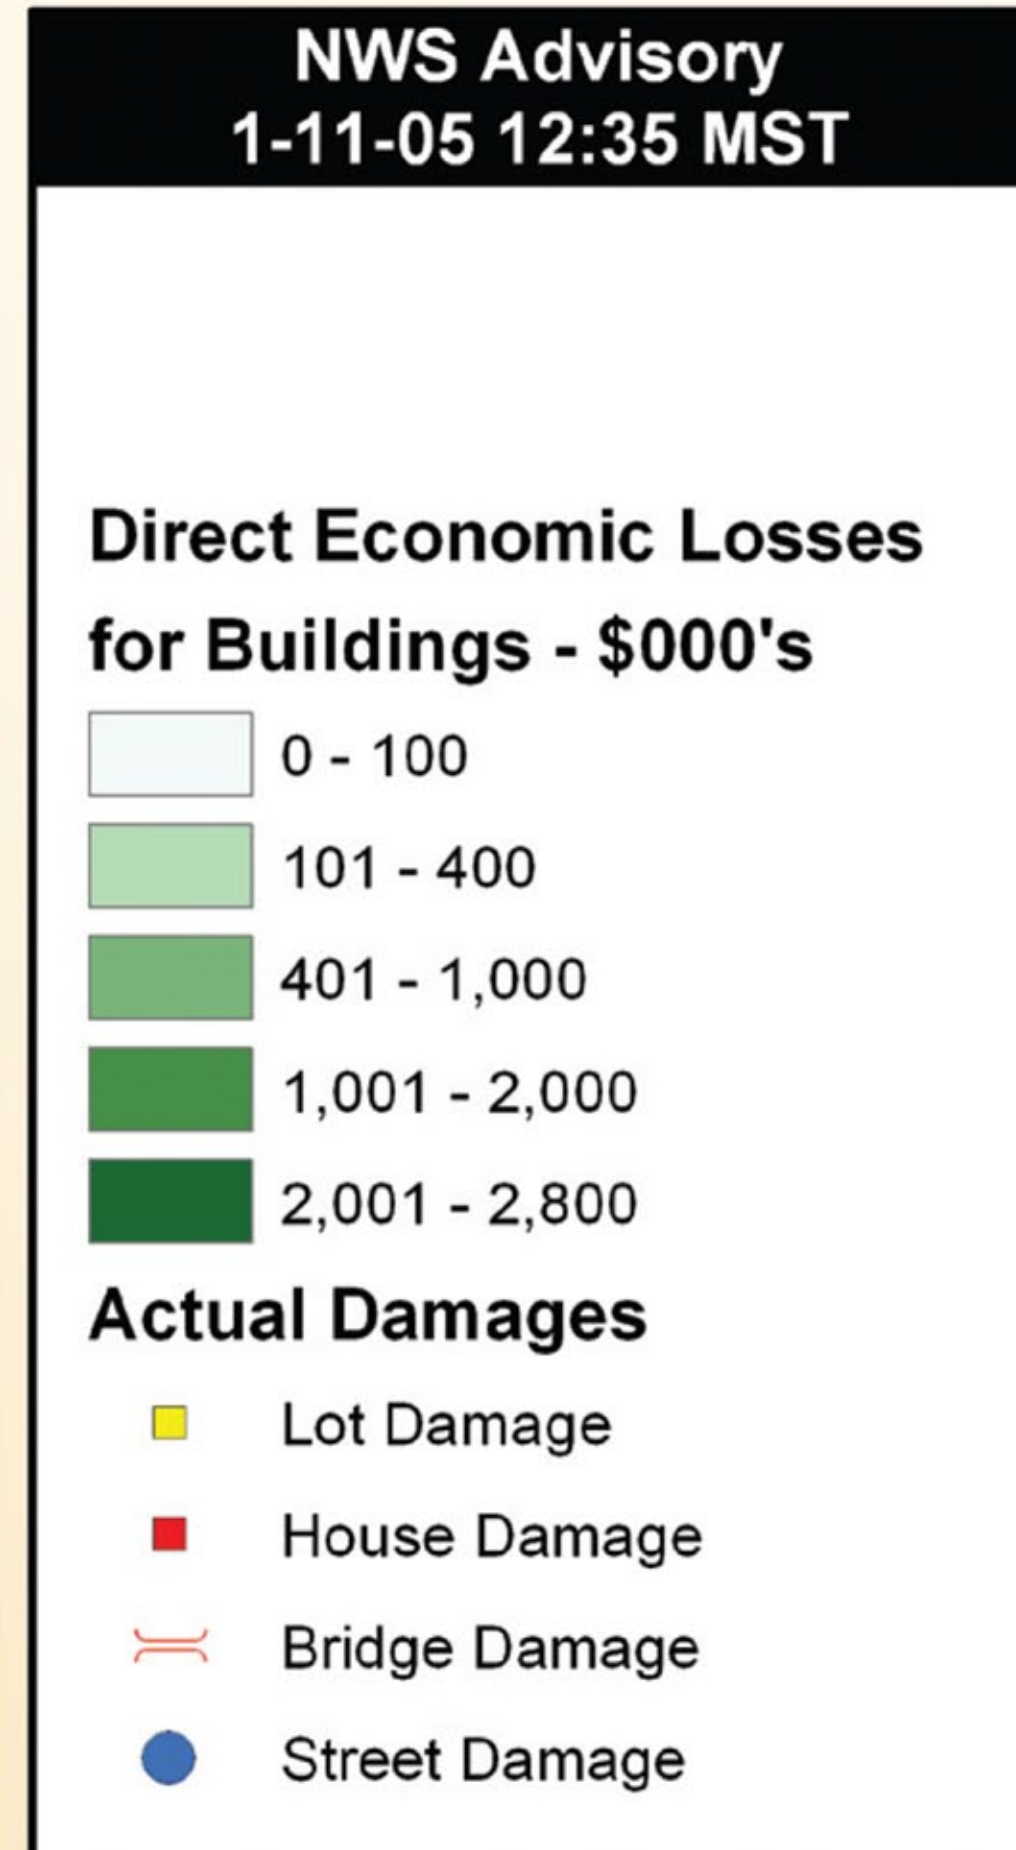 NWS Advisory
1-11-05 12:35 MST
Direct Economic Losses
for Buildings - $000's
0 - 100
101 - 400
401 - 1,000
1,001 - 2,000
2,001 - 2,800
Actual Damages
Lot Damage
House Damage
Bridge Damage
Street Damage